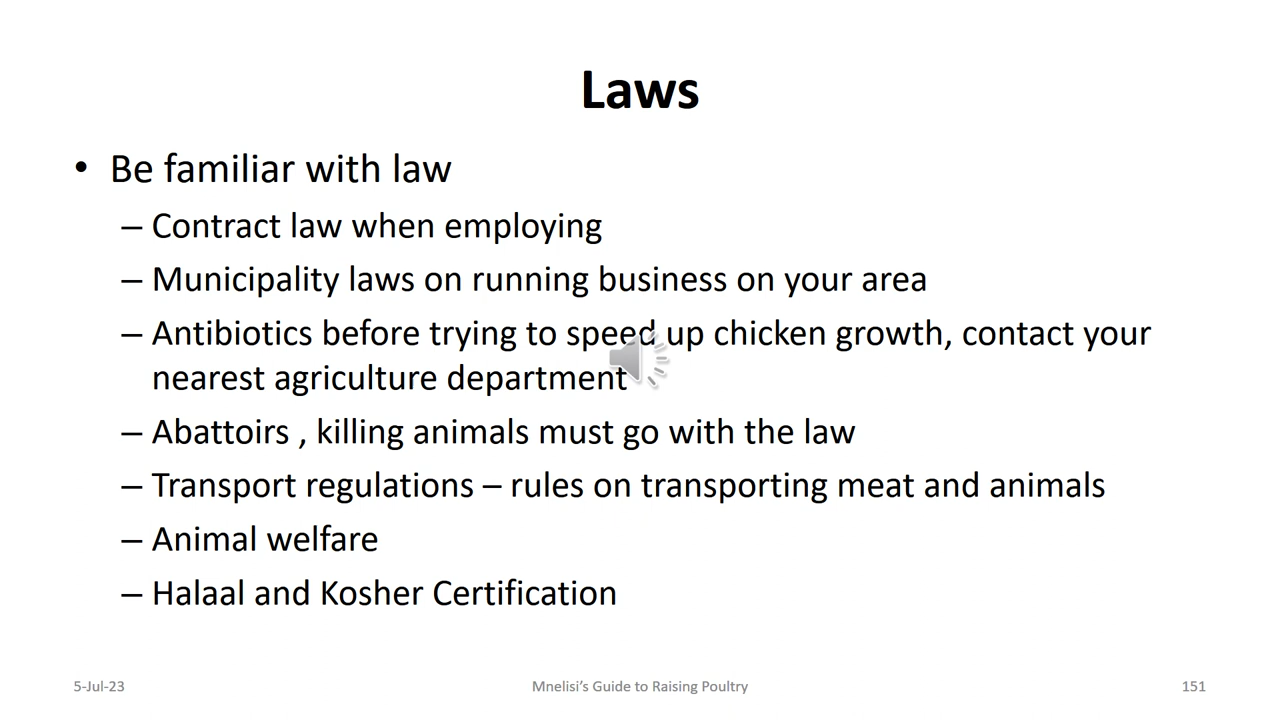 Laws
• Be familiar with law
– Contract law when employing
– Municipality laws on running business on your area
– Antibiotics before trying to speed up chicken growth, contact your
nearest agriculture department
– Abattoirs , killing animals must go with the law
– Transport regulations – rules on transporting meat and animals
– Animal welfare
– Halaal and Kosher Certification
5-Jul-23
Mnelisi’s Guide to Raising Poultry
151